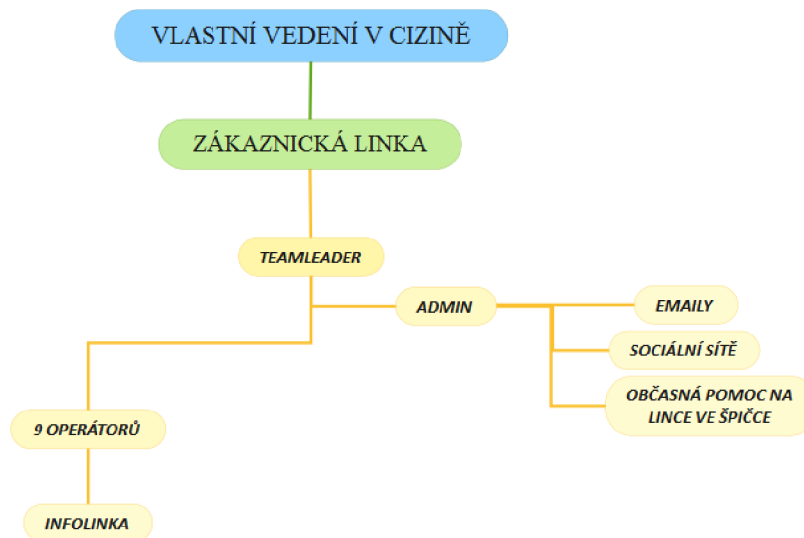 VLASTNÍ VEDENÍ V CIZINĚ
ZÁKAZNICKÁ LINKA
TEAMLEADER
ADMIN
EMAILY
SOCIÁLNÍ SÍTĚ
OBČASNÁ POMOC NA
LINCE VE ŠPIČCE
9 OPERÁTORŮ
INFOLINKA